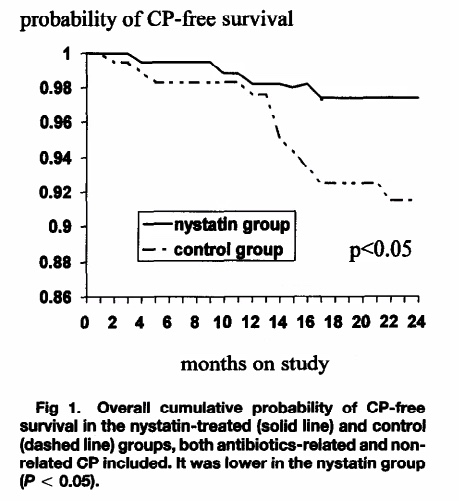 probability of CP-free survival
1
0.98
0.96
0.94
0.92
0.9
0.88
0.86
nystatin group
control group
p<0.05
0 2 4 6 8 10 12 14 16 18 20 22 24
months on study
Fig 1. Overall cumulative probability of CP-free
survival in the nystatin-treated (solid line) and control
(dashed line) groups, both antibiotics-related and non-
related CP included. It was lower in the nystatin group
(P < 0.05).